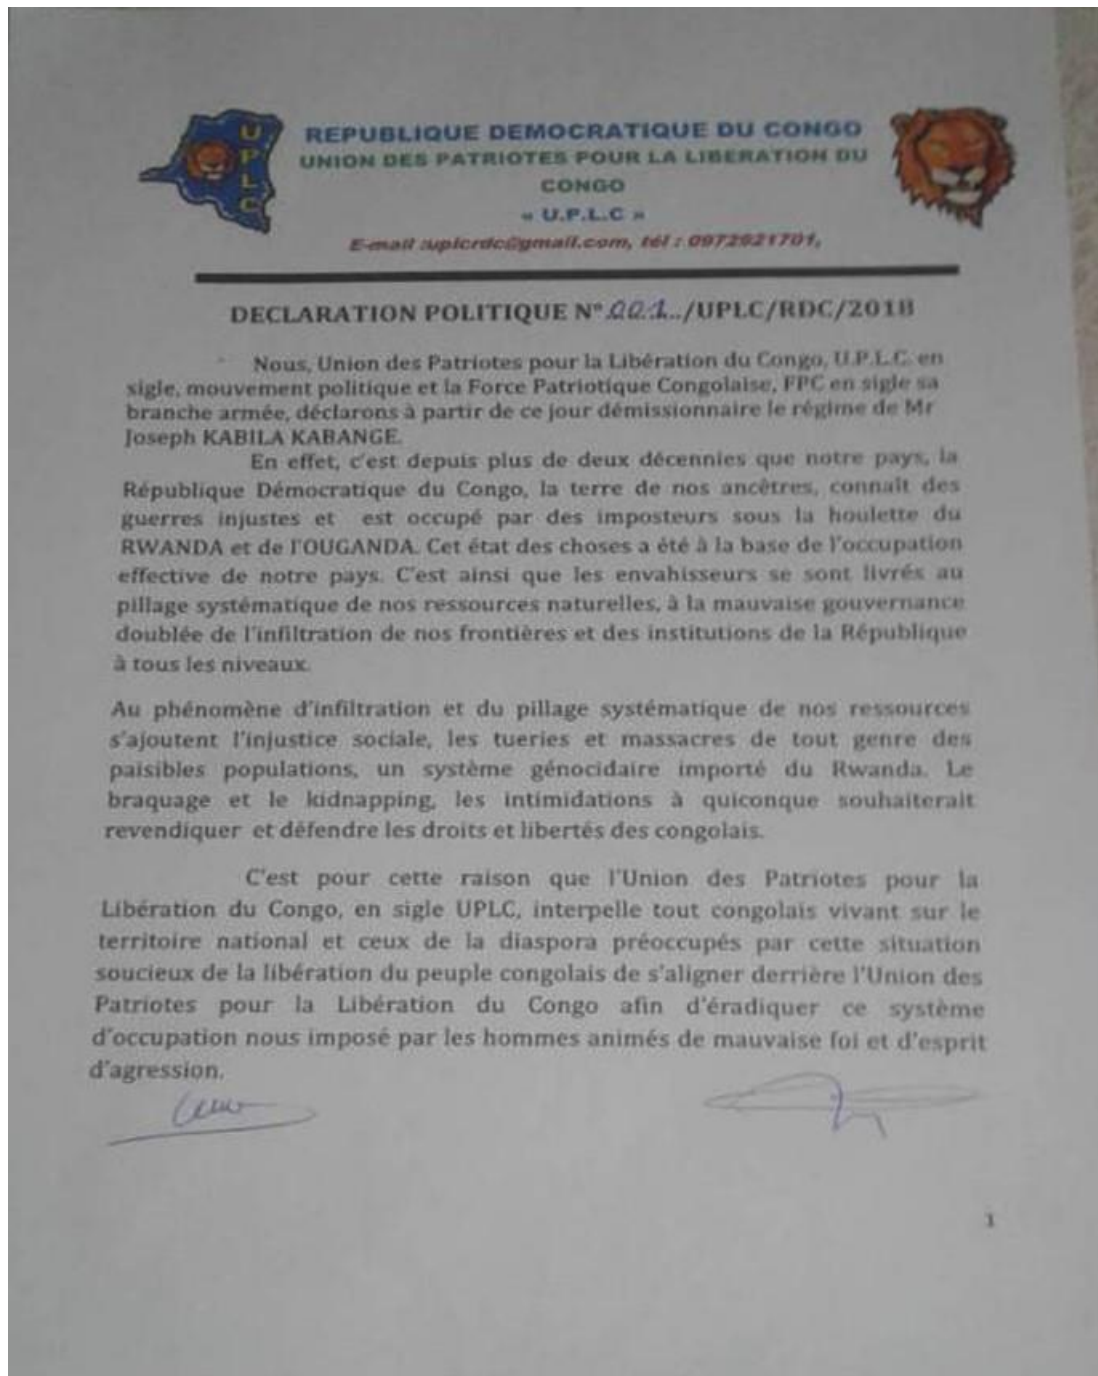 UPLC
REPUBLIQUE DEMOCRATIQUE DU CONGO
UNION DES PATRIOTES POUR LA LIBERATION DU
CONGO
« U.P.L.C »
E-mail :uplcrdc@gmail.com, tél : 0972921701,
DECLARATION POLITIQUE N° 001../UPLC/RDC/2018
Nous, Union des Patriotes pour la Libération du Congo, U.P.L.C. en
sigle, mouvement politique et la Force Patriotique Congolaise, FPC en sigle sa
branche armée, déclarons à partir de ce jour démissionnaire le régime de Mr
Joseph KABILA KABANGE.
En effet, c'est depuis plus de deux décennies que notre pays, la
République Démocratique du Congo, la terre de nos ancêtres, connaît des
guerres injustes et est occupé par des imposteurs sous la houlette du
RWANDA et de l'OUGANDA. Cet état des choses a été à la base de l'occupation
effective de notre pays. C'est ainsi que les envahisseurs se sont livrés au
pillage systématique de nos ressources naturelles, à la mauvaise gouvernance
doublée de l'infiltration de nos frontières et des institutions de la République
à tous les niveaux.
Au phénomène d'infiltration et du pillage systématique de nos ressources
s'ajoutent l'injustice sociale, les tueries et massacres de tout genre des
paisibles populations, un système génocidaire importé du Rwanda. Le
braquage et le kidnapping, les intimidations à quiconque souhaiterait
revendiquer et défendre les droits et libertés des congolais.
C'est pour cette raison que l'Union des Patriotes pour la
Libération du Congo, en sigle UPLC, interpelle tout congolais vivant sur le
territoire national et ceux de la diaspora préoccupés par cette situation
soucieux de la libération du peuple congolais de s'aligner derrière l'Union des
Patriotes pour la Libération du Congo afin d'éradiquer ce système
d'occupation nous imposé par les hommes animés de mauvaise foi et d'esprit
d'agression.
1